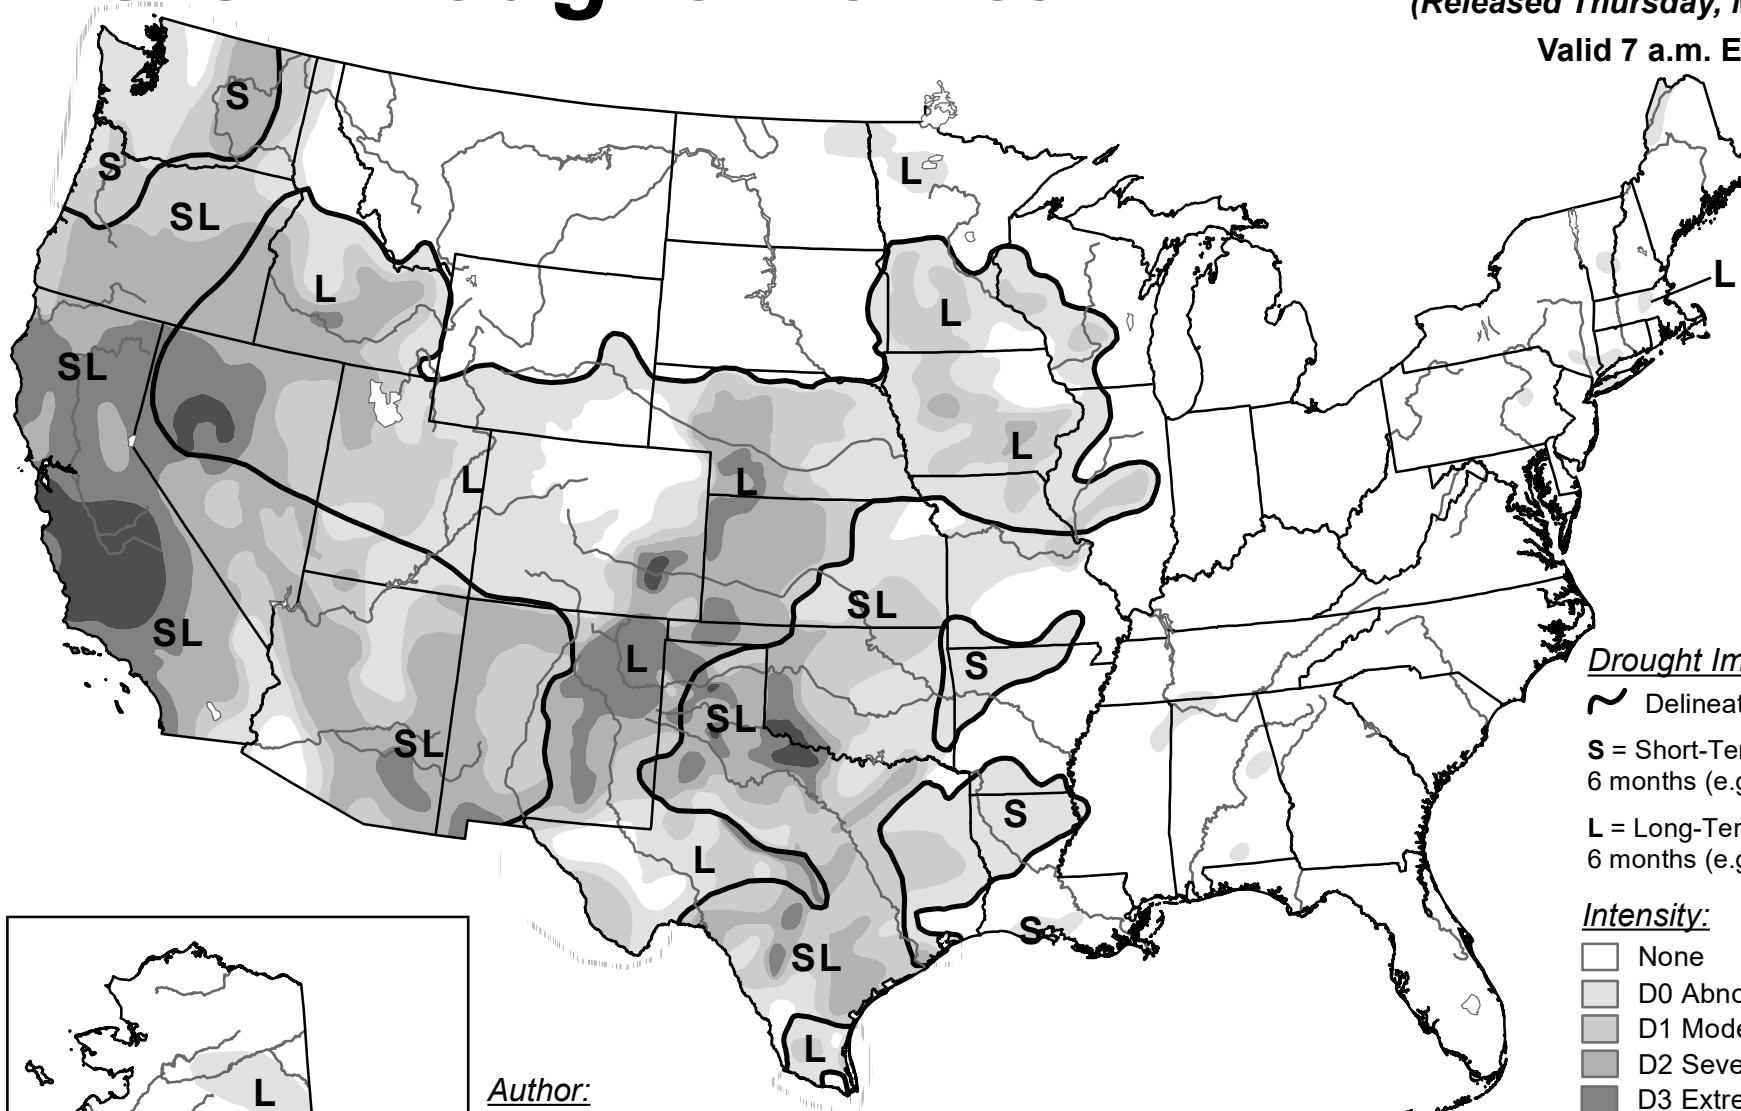 (Released Thursday,
Valid 7 a.m. E
S
S
SL
L
L
L
L
SL
L
L
L
SL
L
S
SL
L
SL
SL
S
L
SL
S
L
L
Drought Im
Delineat
S = Short-Ter
6 months (e.g
L = Long-Ter
6 months (e.g
Intensity:
None
D0 Abno
D1 Mode
D2 Seve
D3 Extre
Author: